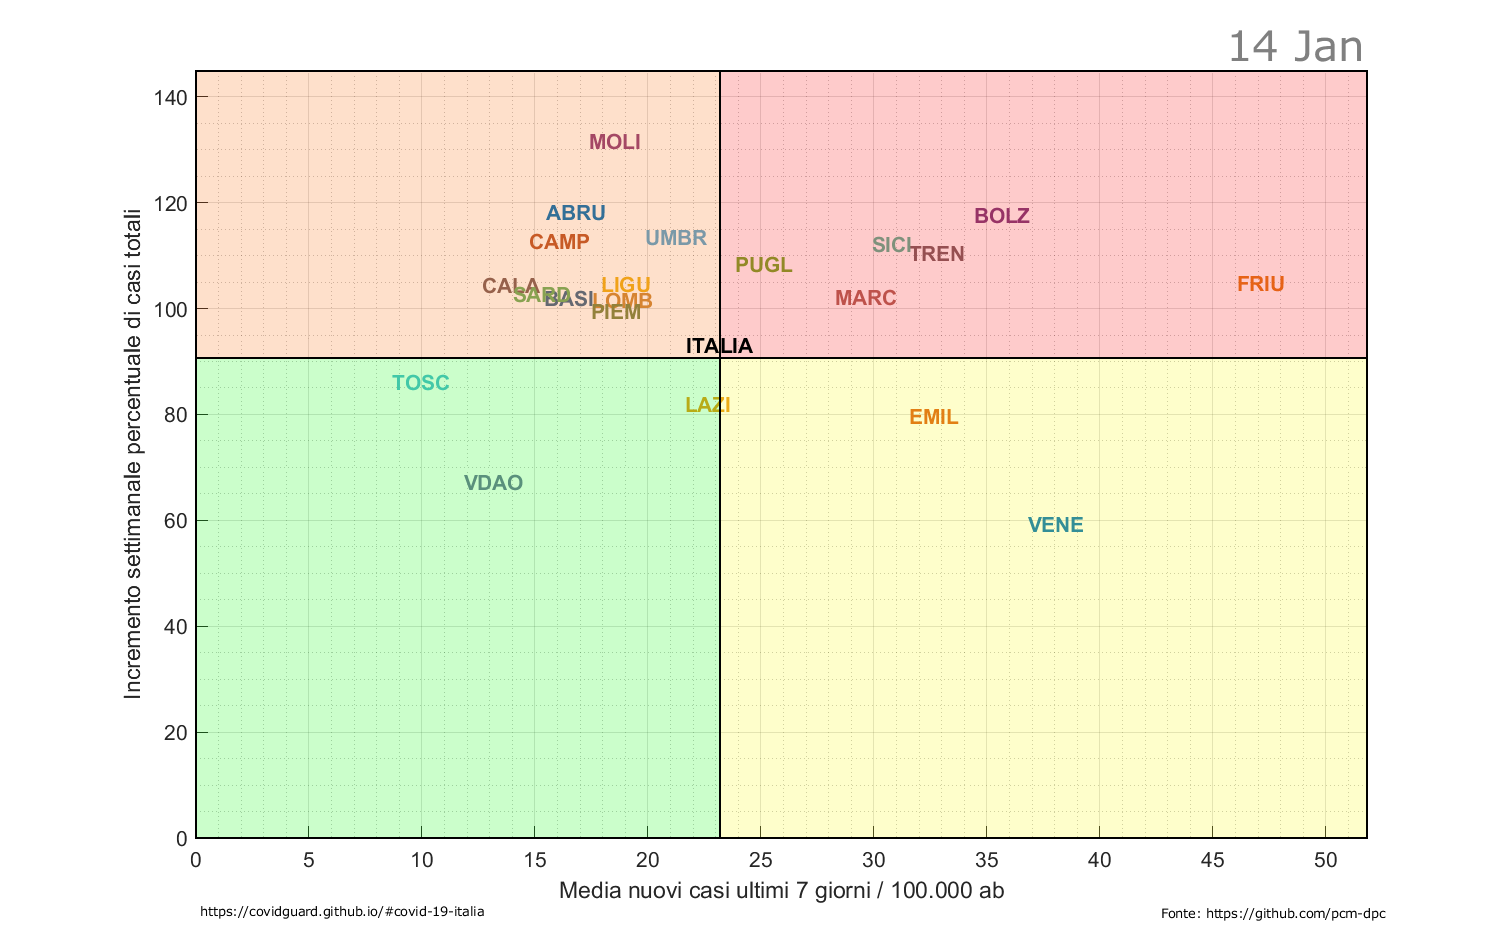 14 Jan
140
120
100
80
60
40
20
0
Incremento settimanale percentuale di casi totali
MOLI
ABRU
CAMP
UMBR
BOLZ
SICI
TREN
PUGL
FRIU
CALA
SARD
BASI
LIGU
LOMB
PIEM
MARC
ITALIA
TOSC
LAZI
EMIL
VDAO
VENE
0 5 10 15 20 25 30 35 40 45 50
Media nuovi casi ultimi 7 giorni / 100.000 ab
https://covidguard.github.io/#covid-19-italia
Fonte: https://github.com/pcm-dpc